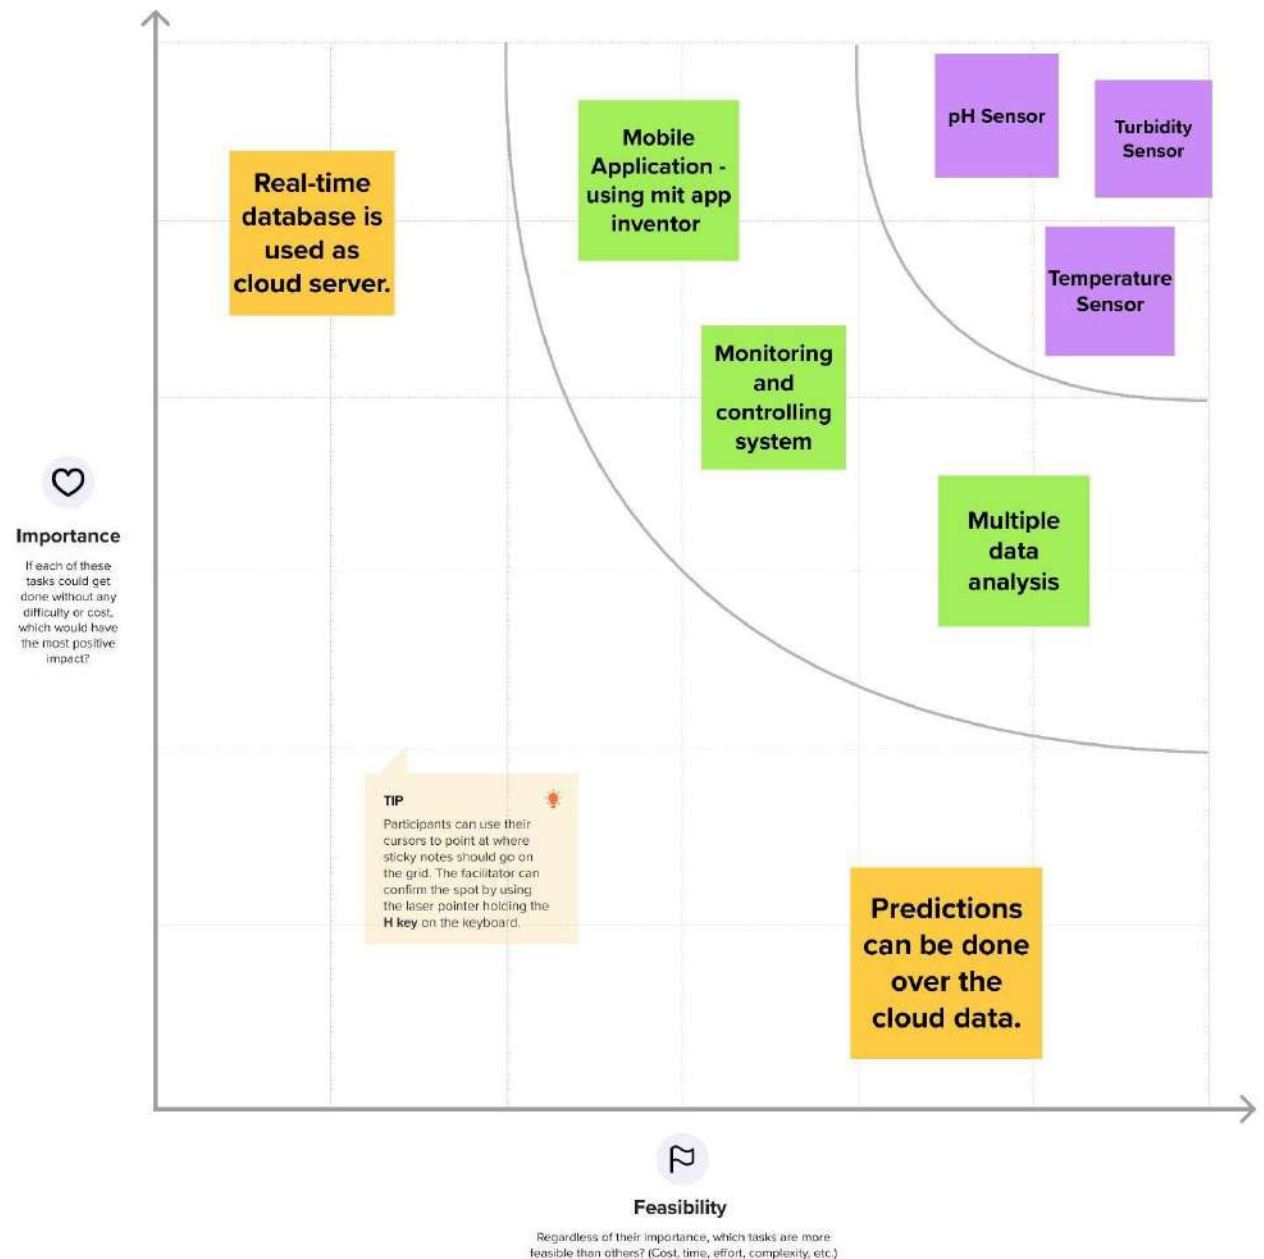 pH Sensor
Turbidity
Sensor
Mobile
Application -
using mit app
inventor
Real-time
database is
used as
cloud server.
Temperature
Sensor
Monitoring
and
controlling
system
Importance
If each of these
tasks could get
done without any
difficulty or cost,
which would have
the most positive
impact?
Multiple
data
analysis
TIP
Participants can use their
cursors to point at where
sticky notes should go on
the grid. The facilitator can
confirm the spot by using
the laser pointer holding the
H key on the keyboard.
Predictions
can be done
over the
cloud data.
Feasibility
Regardless of their importance, which tasks are more
feasible than others? (Cost, time, effort, complexity, etc.)